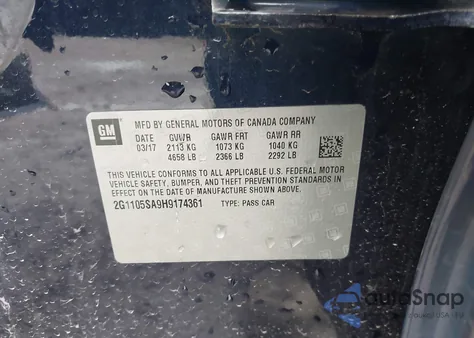 MFD BY GENERAL MOTORS OF CANADA COMPANY
GM
DATE GVWR GAWR FRT GAWR RR
03/17 2113 KG 1073 KG 1040 KG
4658 LB 2366 LB 2292 LB
THIS VEHICLE CONFORMS TO ALL APPLICABLE U.S. FEDERAL MOTOR
VEHICLE SAFETY, BUMPER, AND THEFT PREVENTION STANDARDS IN
EFFECT ON THE DATE OF MANUFACTURE SHOWN ABOVE.
2G1105SA9H9174361 TYPE: PASS CAR
autoSnap